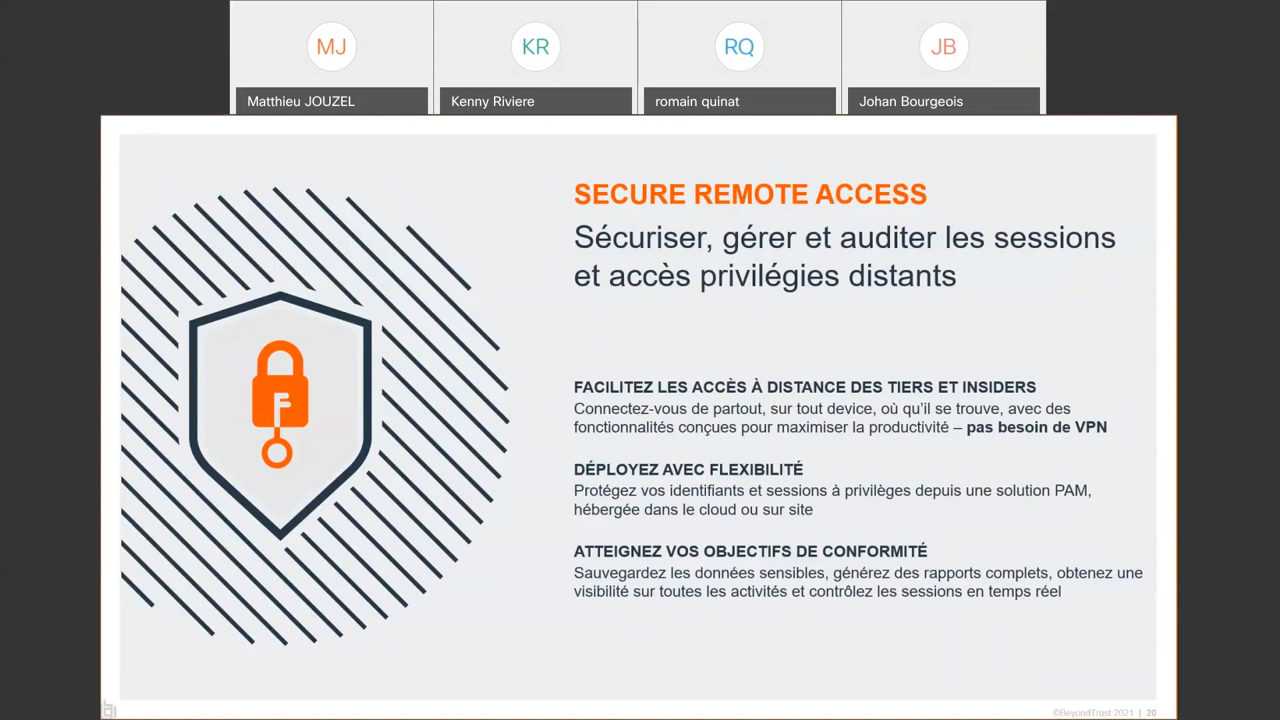 MJ
KR
RQ
JB
Matthieu JOUZEL
Kenny Riviere
romain quinat
Johan Bourgeois
SECURE REMOTE ACCESS
Sécuriser, gérer et auditer les sessions
et accès privilégies distants
FACILITEZ LES ACCÈS À DISTANCE DES TIERS ET INSIDERS
Connectez-vous de partout, sur tout device, où qu'il se trouve, avec des
fonctionnalités conçues pour maximiser la productivité – pas besoin de VPN
DÉPLOYEZ AVEC FLEXIBILITÉ
Protégez vos identifiants et sessions à privilèges depuis une solution PAM,
hébergée dans le cloud ou sur site
ATTEIGNEZ VOS OBJECTIFS DE CONFORMITÉ
Sauvegardez les données sensibles, générez des rapports complets, obtenez une
visibilité sur toutes les activités et contrôlez les sessions en temps réel
©BeyondTrust 2021 | 20